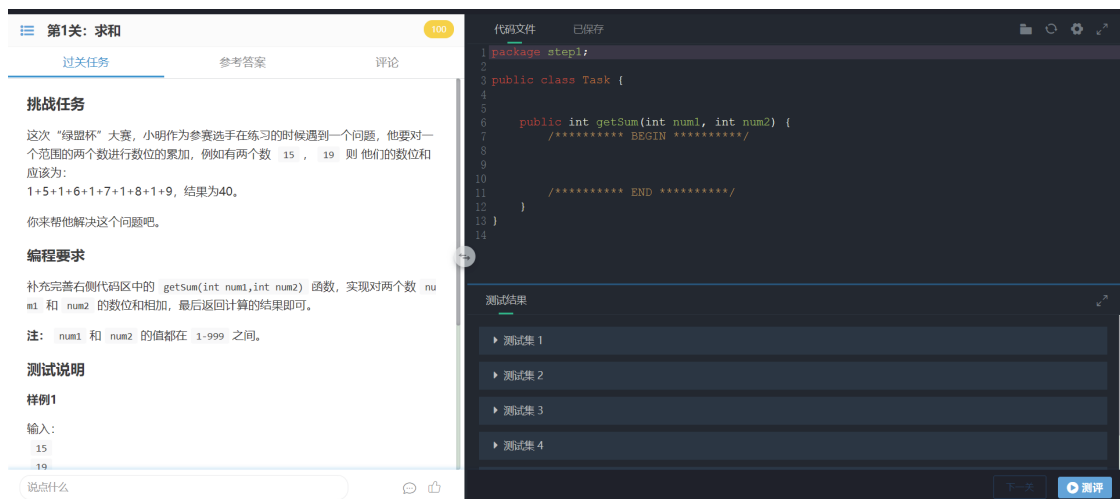 第1关：求和
100
过关任务
参考答案
评论
挑战任务
这次“绿盟杯”大赛，小明作为参赛选手在练习的时候遇到一个问题，他要对一
个范围的两个数进行数位的累加，例如有两个数 15 ， 19 则 他们的数位和
应该为：
1+5+1+6+1+7+1+8+1+9，结果为40。
你来帮他解决这个问题吧。
编程要求
补充完善右侧代码区中的 getSum(int num1,int num2) 函数，实现对两个数 nu
m1 和 num2 的数位和相加，最后返回计算的结果即可。
注： num1 和 num2 的值都在 1-999 之间。
测试说明
样例1
输入：
15
19
说点什么
代码文件
已保存
1 package step1;
2
3 public class Task {
4
5
6 public int getSum(int num1, int num2) {
7 /********** BEGIN **********/
8
9
10
11 /********** END **********/
12 }
13 }
14
测试结果
测试集 1
测试集 2
测试集 3
测试集 4
下一关
测评